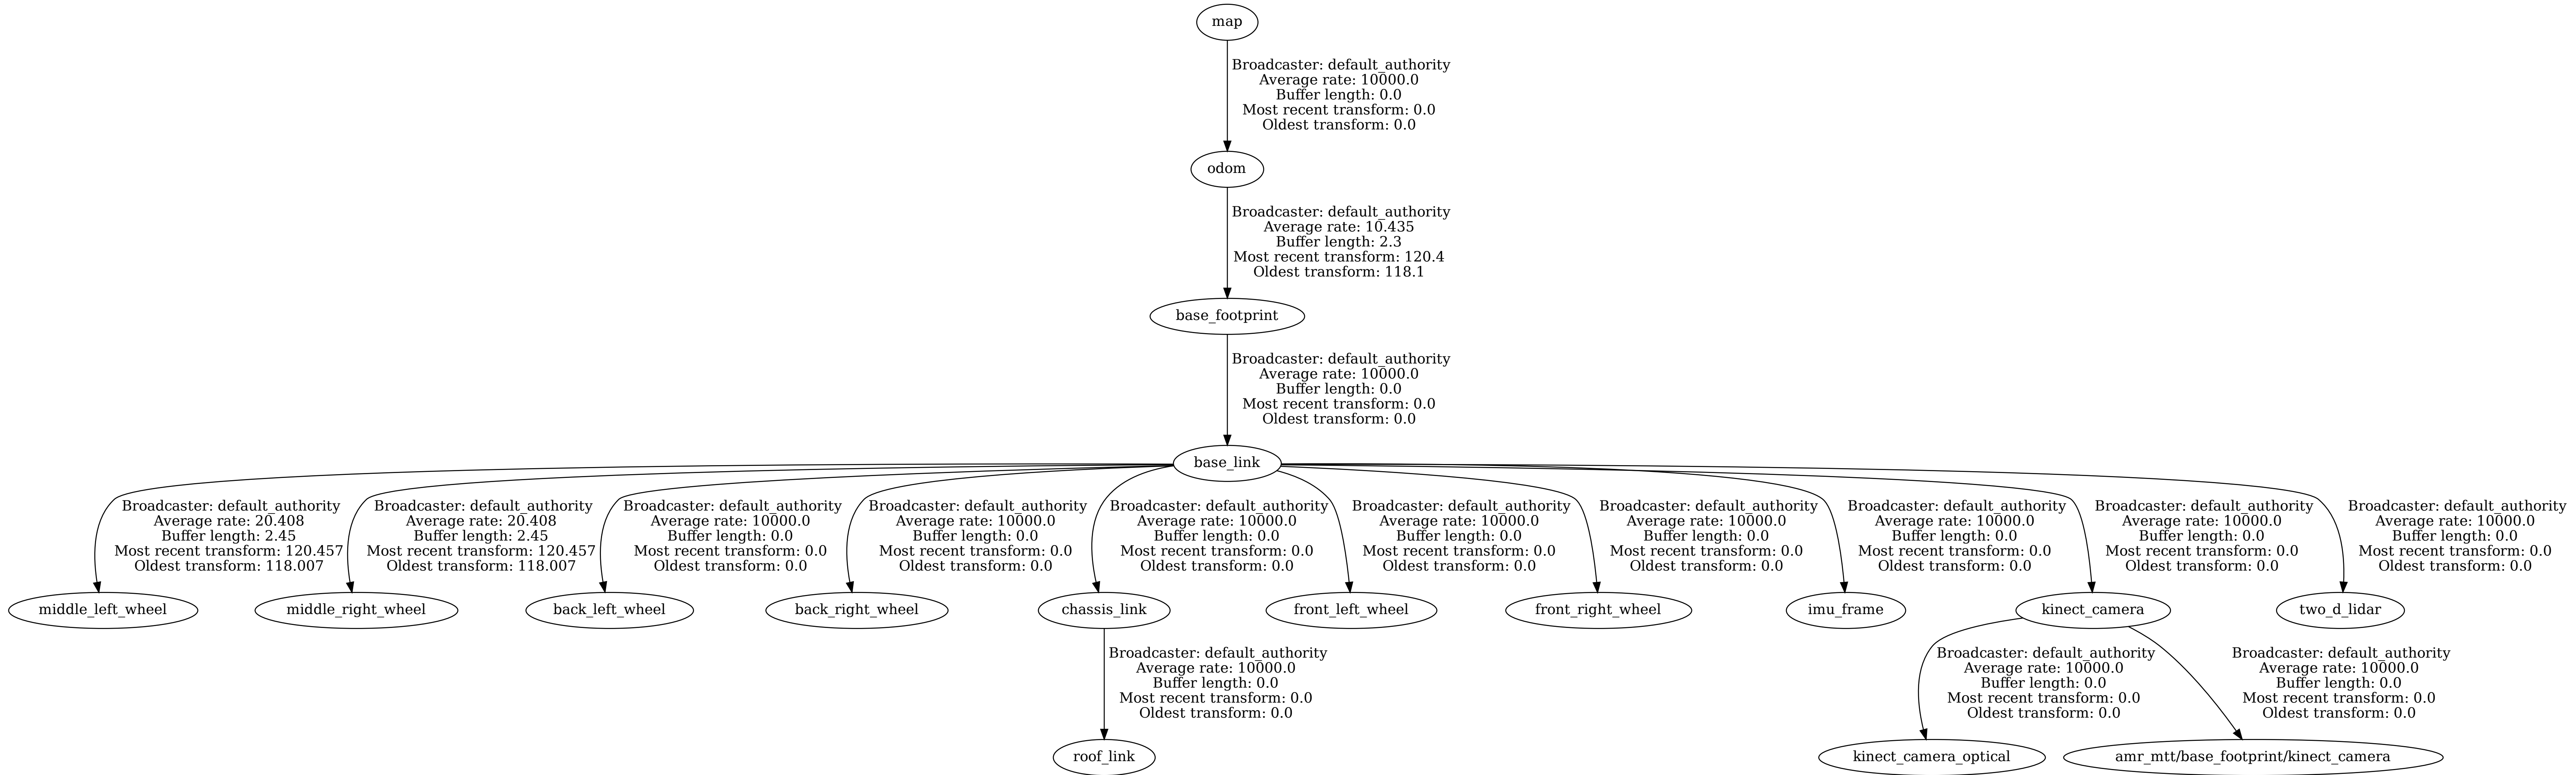 map
Broadcaster: default_authority
Average rate: 10000.0
Buffer length: 0.0
Most recent transform: 0.0
Oldest transform: 0.0
odom
Broadcaster: default_authority
Average rate: 10.435
Buffer length: 2.3
Most recent transform: 120.4
Oldest transform: 118.1
base_footprint
Broadcaster: default_authority
Average rate: 10000.0
Buffer length: 0.0
Most recent transform: 0.0
Oldest transform: 0.0
base_link
Broadcaster: default_authority
Average rate: 20.408
Buffer length: 2.45
Most recent transform: 120.457
Oldest transform: 118.007
Broadcaster: default_authority
Average rate: 20.408
Buffer length: 2.45
Most recent transform: 120.457
Oldest transform: 118.007
Broadcaster: default_authority
Average rate: 10000.0
Buffer length: 0.0
Most recent transform: 0.0
Oldest transform: 0.0
Broadcaster: default_authority
Average rate: 10000.0
Buffer length: 0.0
Most recent transform: 0.0
Oldest transform: 0.0
Broadcaster: default_authority
Average rate: 10000.0
Buffer length: 0.0
Most recent transform: 0.0
Oldest transform: 0.0
Broadcaster: default_authority
Average rate: 10000.0
Buffer length: 0.0
Most recent transform: 0.0
Oldest transform: 0.0
Broadcaster: default_authority
Average rate: 10000.0
Buffer length: 0.0
Most recent transform: 0.0
Oldest transform: 0.0
Broadcaster: default_authority
Average rate: 10000.0
Buffer length: 0.0
Most recent transform: 0.0
Oldest transform: 0.0
Broadcaster: default_authority
Average rate: 10000.0
Buffer length: 0.0
Most recent transform: 0.0
Oldest transform: 0.0
Broadcaster: default_authority
Average rate: 10000.0
Buffer length: 0.0
Most recent transform: 0.0
Oldest transform: 0.0
middle_left_wheel
middle_right_wheel
back_left_wheel
back_right_wheel
chassis_link
front_left_wheel
front_right_wheel
imu_frame
kinect_camera
two_d_lidar
Broadcaster: default_authority
Average rate: 10000.0
Buffer length: 0.0
Most recent transform: 0.0
Oldest transform: 0.0
Broadcaster: default_authority
Average rate: 10000.0
Buffer length: 0.0
Most recent transform: 0.0
Oldest transform: 0.0
Broadcaster: default_authority
Average rate: 10000.0
Buffer length: 0.0
Most recent transform: 0.0
Oldest transform: 0.0
roof_link
kinect_camera_optical
amr_mtt/base_footprint/kinect_camera